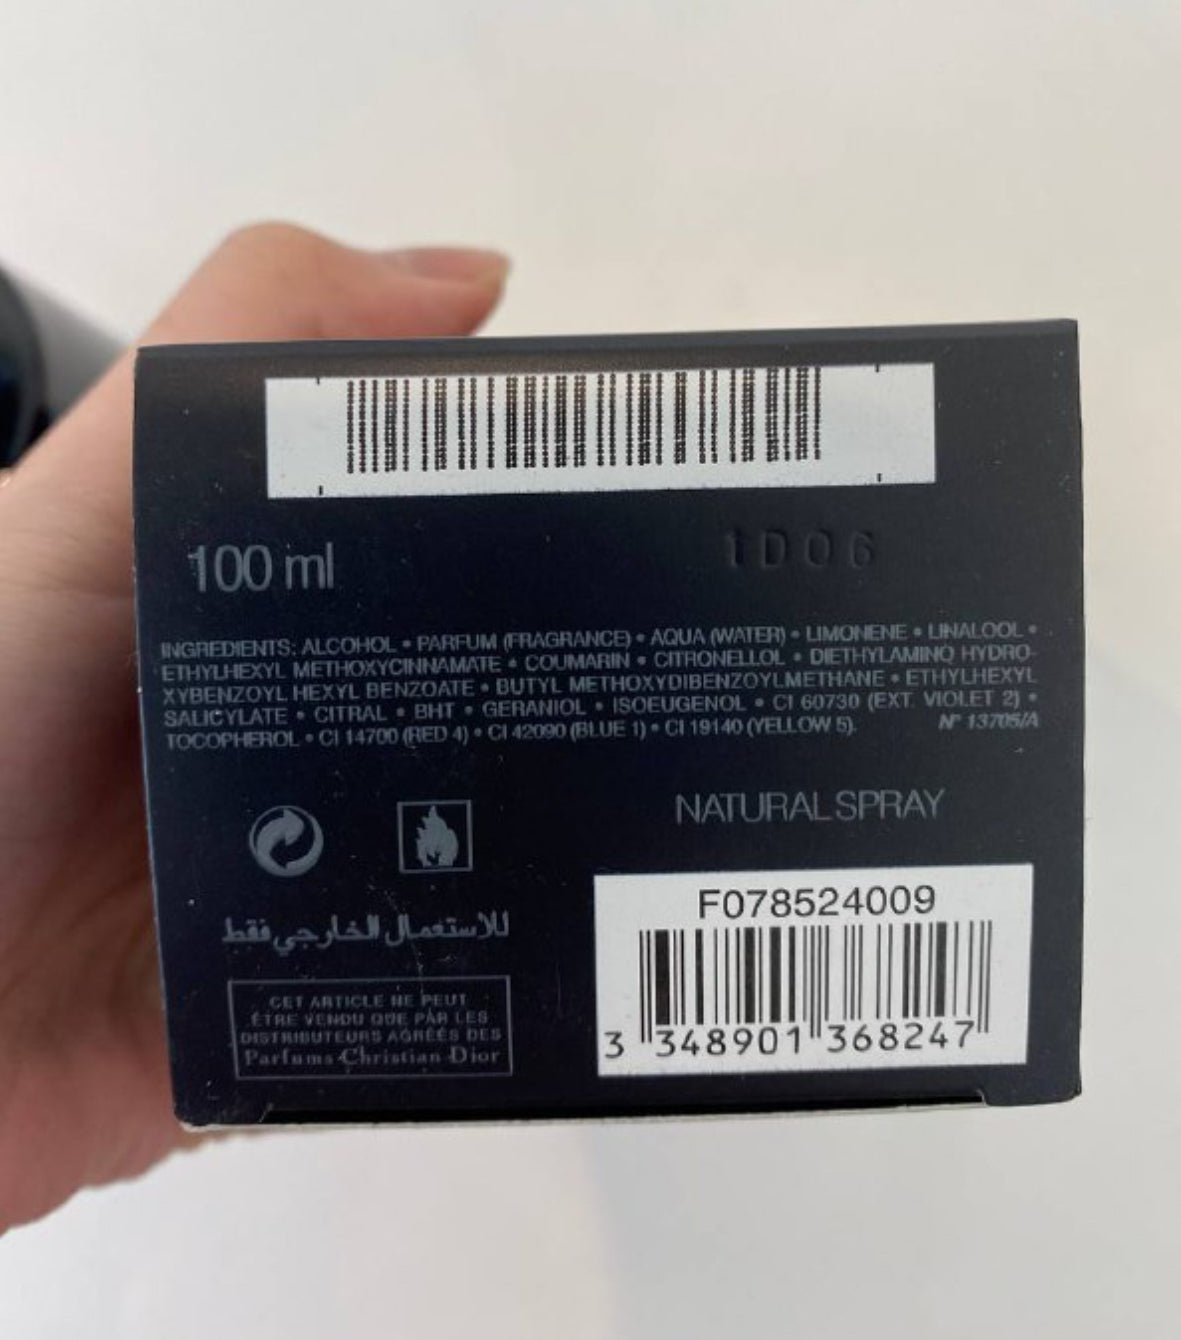 100 ml
1D06
INGREDIENTS: ALCOHOL • PARFUM (FRAGRANCE) • AQUA (WATER) • LIMONENE • LINALOOL •
ETHYLHEXYL METHOXYCINNAMATE • COUMARIN • CITRONELLOL • DIETHYLAMINO HYDRO-
XYBENZOYL HEXYL BENZOATE • BUTYL METHOXYDIBENZOYLMETHANE • ETHYLHEXYL
SALICYLATE • CITRAL • BHT • GERANIOL • ISOEUGENOL • CI 60730 (EXT. VIOLET 2) •
TOCOPHEROL • CI 14700 (RED 4) • CI 42090 (BLUE 1) • CI 19140 (YELLOW 5). N° 13705/A
NATURAL SPRAY
للاستعمال الخارجي فقط
CET ARTICLE NE PEUT
ÊTRE VENDU QUE PAR LES
DISTRIBUTEURS AGRÉÉS DES
Parfums Christian Dior
F078524009
3 348901 368247